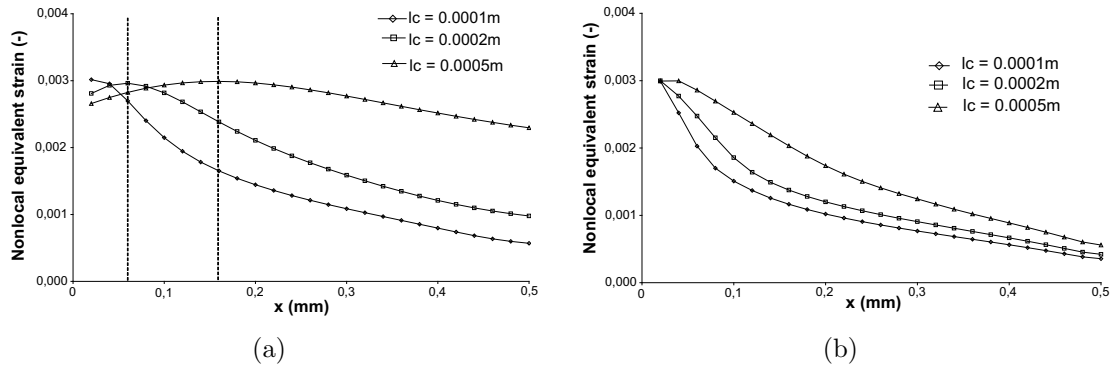 Nonlocal equivalent strain (-)
0,004
0,003
0,002
0,001
0,000
0
0,1
0,2
0,3
0,4
0,5
x (mm)
lc = 0.0001m
lc = 0.0002m
lc = 0.0005m
(a)
Nonlocal equivalent strain (-)
0,004
0,003
0,002
0,001
0,000
0
0,1
0,2
0,3
0,4
0,5
x (mm)
lc = 0.0001m
lc = 0.0002m
lc = 0.0005m
(b)